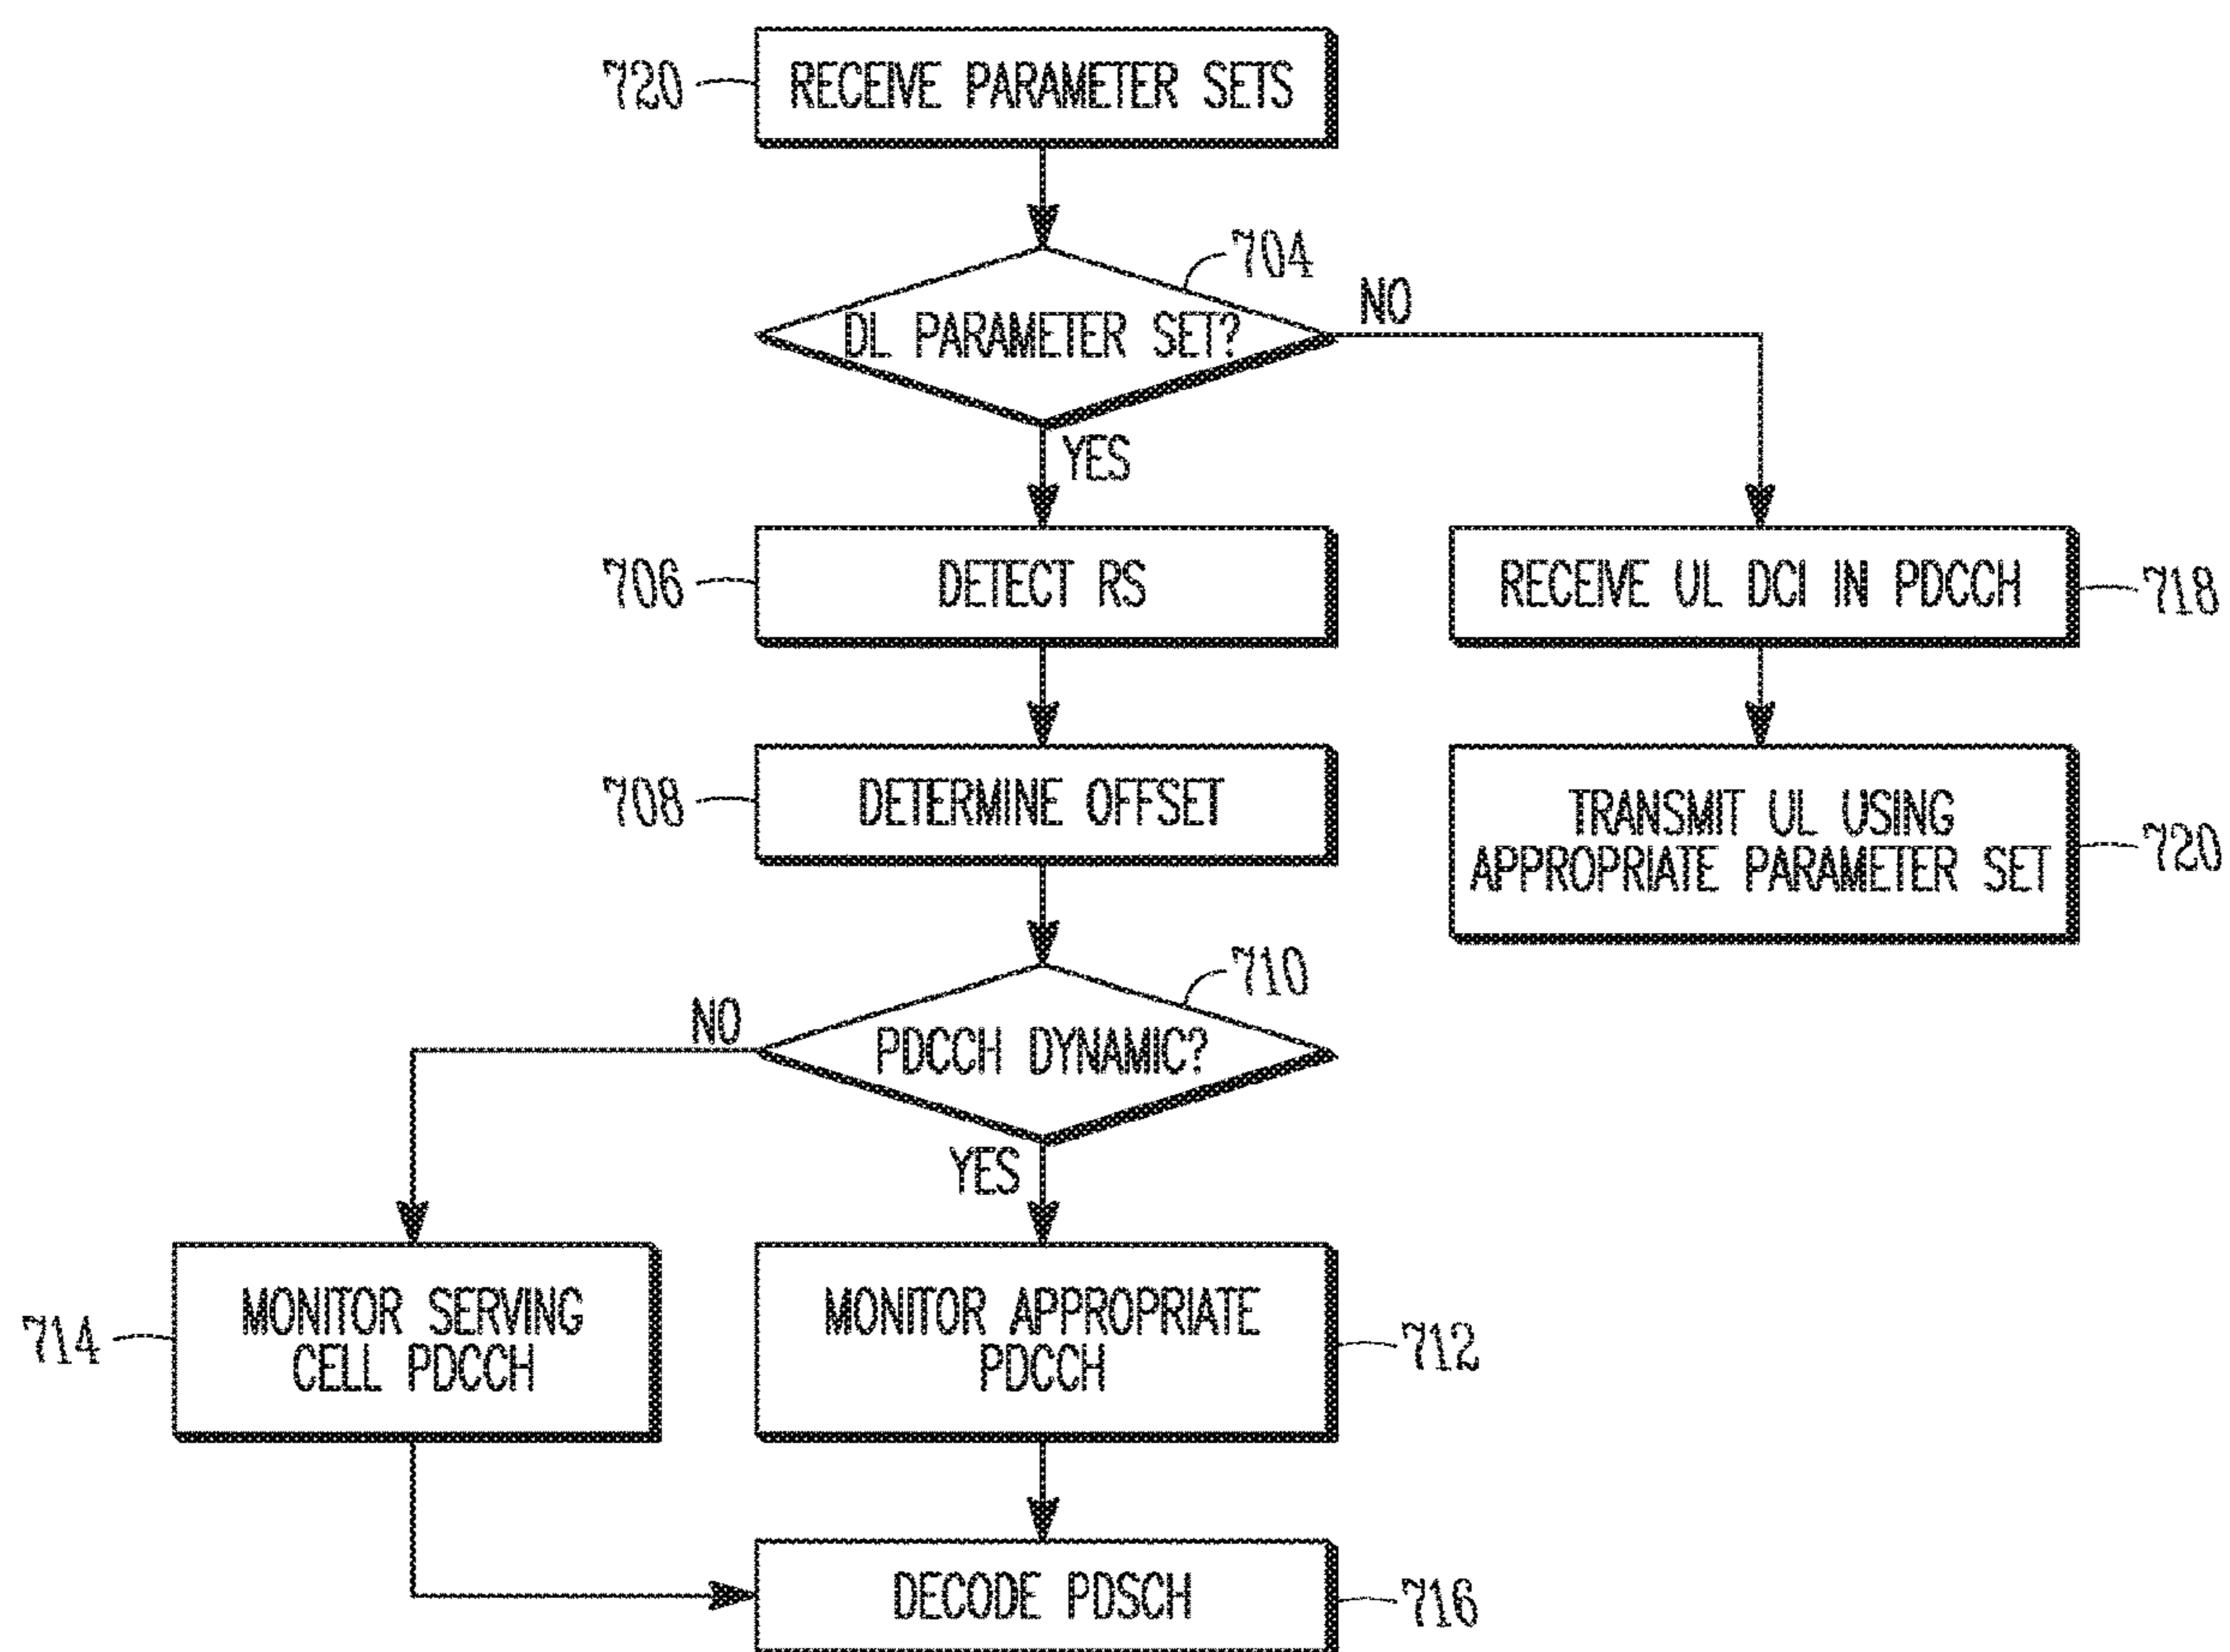 720
RECEIVE PARAMETER SETS
704
DL PARAMETER SET?
NO
YES
706
DETECT RS
RECEIVE UL DCI IN PDCCH
718
708
DETERMINE OFFSET
TRANSMIT UL USING
APPROPRIATE PARAMETER SET
720
710
PDCCH DYNAMIC?
NO
YES
714
MONITOR SERVING
CELL PDCCH
MONITOR APPROPRIATE
PDCCH
712
DECODE PDSCH
716